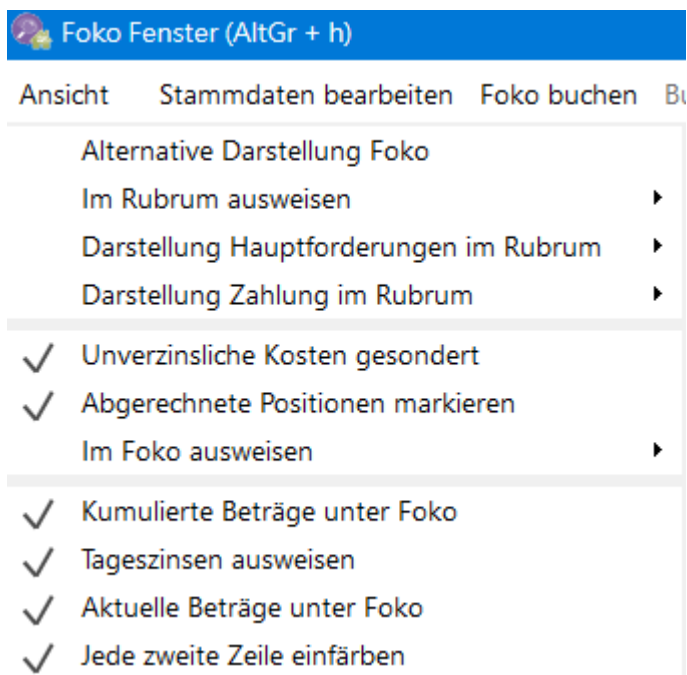 Foko Fenster (AltGr + h)
Ansicht Stammdaten bearbeiten Foko buchen
Alternative Darstellung Foko
Im Rubrum ausweisen
Darstellung Hauptforderungen im Rubrum
Darstellung Zahlung im Rubrum
Unverzinsliche Kosten gesondert
Abgerechnete Positionen markieren
Im Foko ausweisen
Kumulierte Beträge unter Foko
Tageszinsen ausweisen
Aktuelle Beträge unter Foko
Jede zweite Zeile einfärben